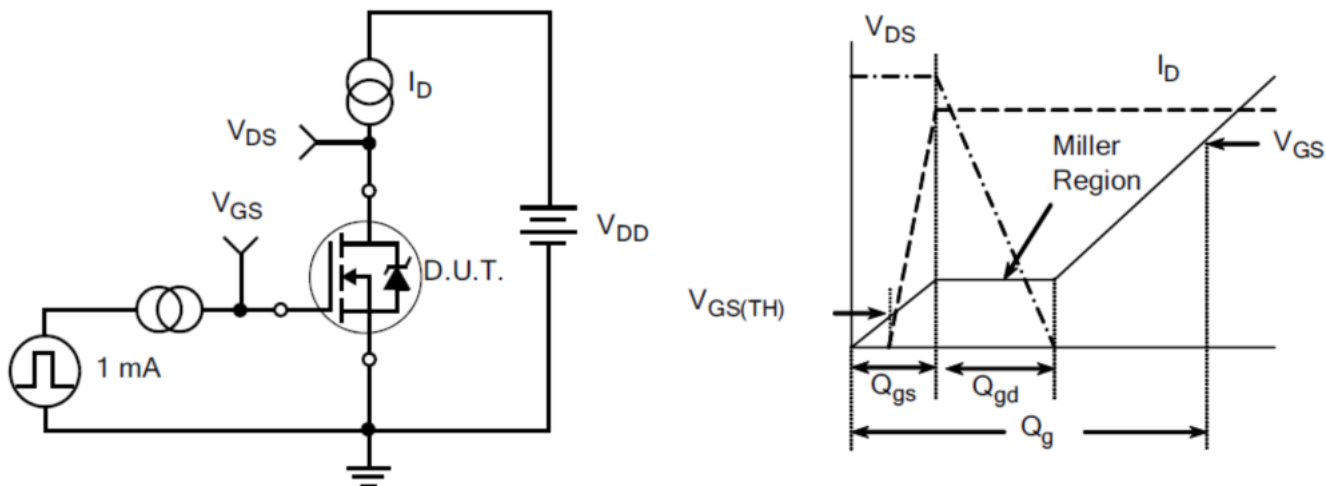 I_D
V_DS
V_GS
V_DD
D.U.T.
1 mA
V_DS
I_D
Miller
Region
V_GS
V_GS(TH)
Q_gs
Q_gd
Q_g